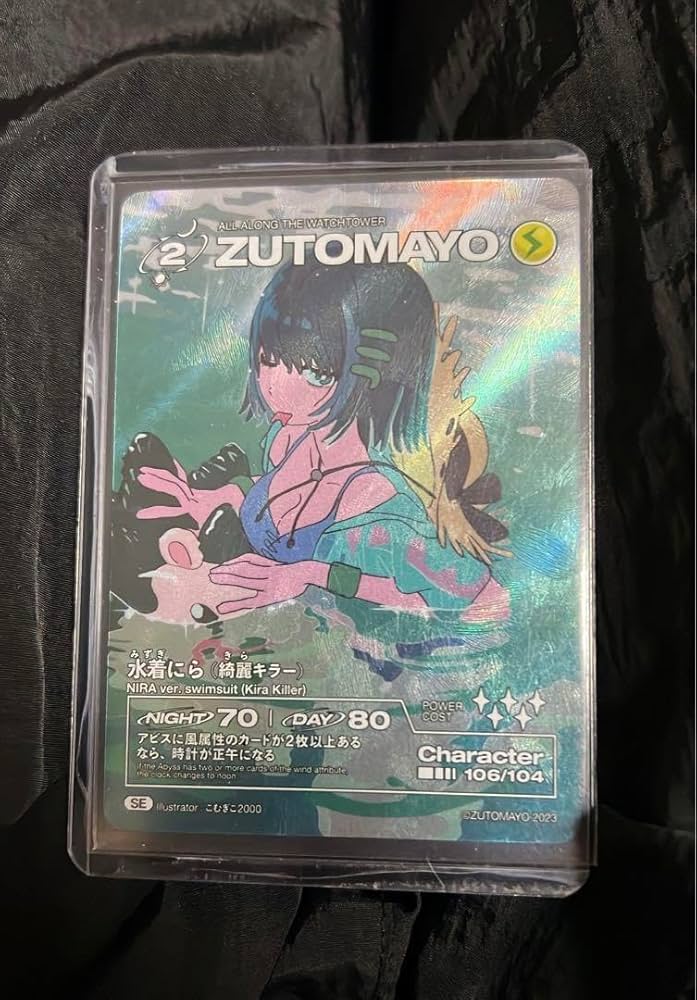 ALL ALONG THE WATCHTOWER
2 ZUTOMAYO
みずぎ きら
水着にら《綺麗キラー》
NIRA ver. swimsuit (Kira Killer)
NIGHT 70 | DAY 80
アビスに風属性のカードが2枚以上ある
なら、時計が正午になる
If the Abyss has two or more cards of the wind attribute,
the clock changes to noon
POWER
COST
Character
106/104
SE Illustrator こむぎこ2000
©ZUTOMAYO 2023